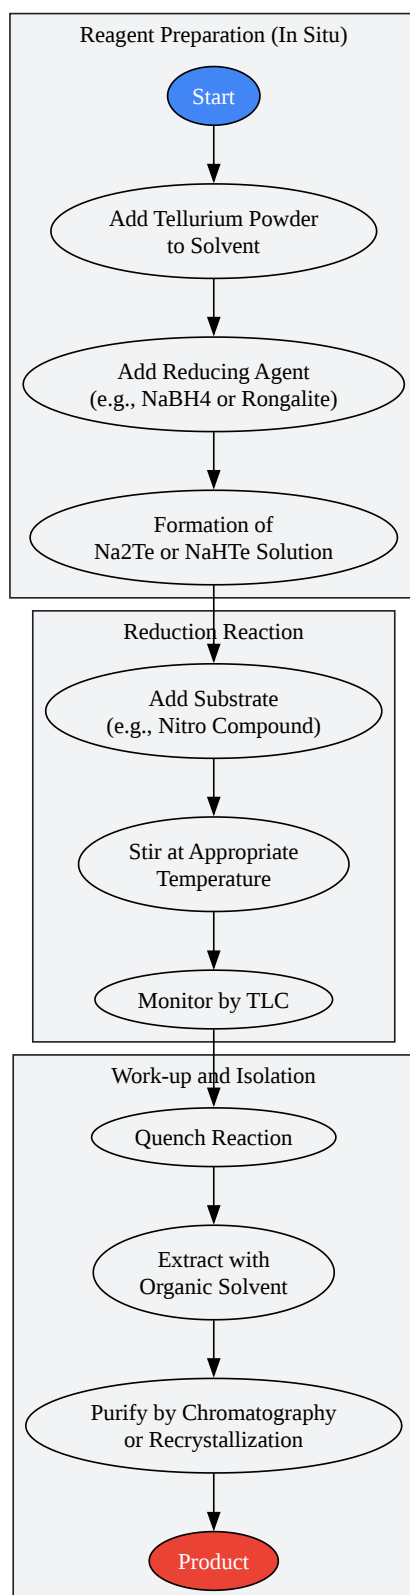 Reagent Preparation (In Situ)
Start
Add Tellurium Powder
to Solvent
Add Reducing Agent
(e.g., NaBH4 or Rongalite)
Formation of
Na2Te or NaHTe Solution
Reduction Reaction
Add Substrate
(e.g., Nitro Compound)
Stir at Appropriate
Temperature
Monitor by TLC
Work-up and Isolation
Quench Reaction
Extract with
Organic Solvent
Purify by Chromatography
or Recrystallization
Product